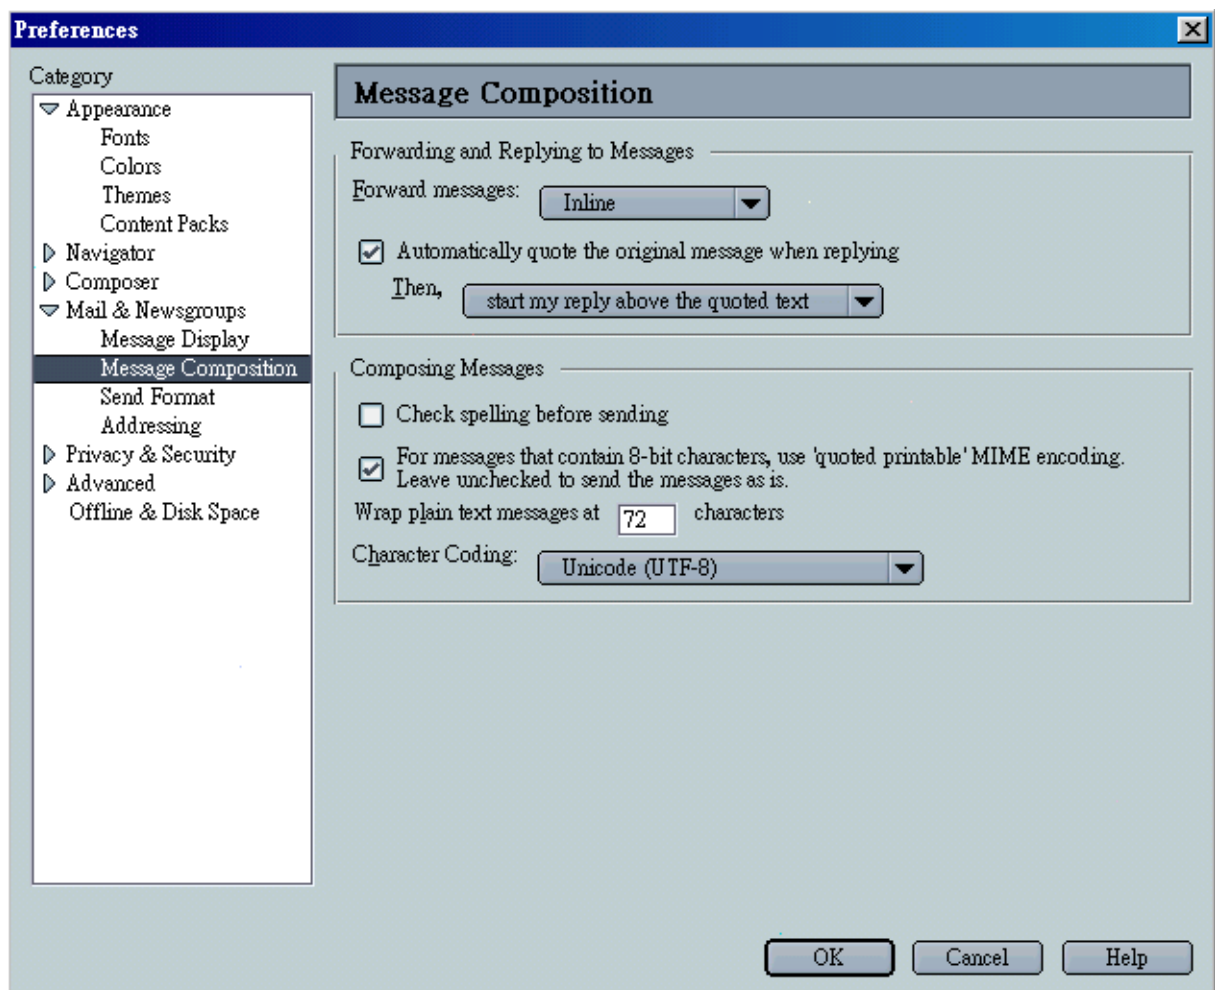 Preferences
Category
Appearance
Fonts
Colors
Themes
Content Packs
Navigator
Composer
Mail & Newsgroups
Message Display
Message Composition
Send Format
Addressing
Privacy & Security
Advanced
Offline & Disk Space
Message Composition
Forwarding and Replying to Messages
Forward messages: Inline
Automatically quote the original message when replying
Then, start my reply above the quoted text
Composing Messages
Check spelling before sending
For messages that contain 8-bit characters, use 'quoted printable' MIME encoding.
Leave unchecked to send the messages as is.
Wrap plain text messages at 72 characters
Character Coding: Unicode (UTF-8)
OK Cancel Help